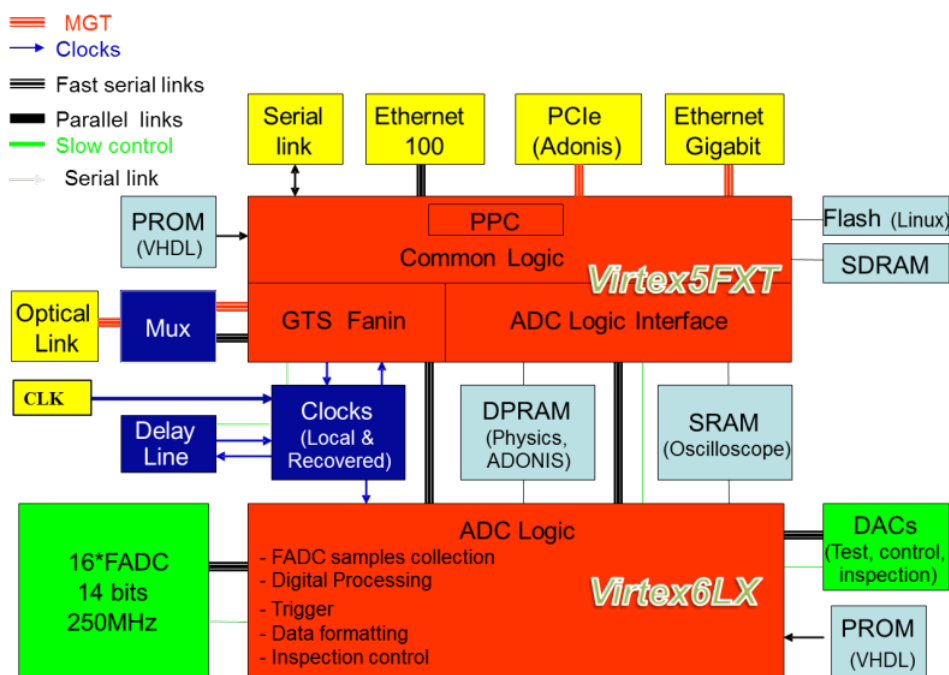 MGT
Clocks
Fast serial links
Parallel links
Slow control
Serial link
Serial
link
Ethernet
100
PCIe
(Adonis)
Ethernet
Gigabit
PROM
(VHDL)
PPC
Common Logic
Virtex5FXT
Flash (Linux)
SDRAM
Optical
Link
Mux
GTS Fanin
ADC Logic Interface
CLK
Delay
Line
Clocks
(Local &
Recovered)
DPRAM
(Physics,
ADONIS)
SRAM
(Oscilloscope)
16*FADC
14 bits
250MHz
ADC Logic
- FADC samples collection
- Digital Processing
- Trigger
- Data formatting
- Inspection control
Virtex6LX
DACs
(Test, control,
inspection)
PROM
(VHDL)